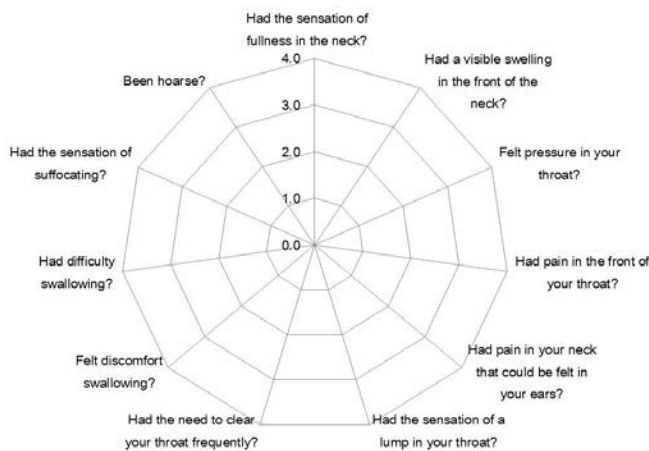 Had the sensation of
fullness in the neck?
Had a visible swelling
in the front of the
neck?
Felt pressure in your
throat?
Had pain in the front of
your throat?
Had pain in your neck
that could be felt in
your ears?
Had the sensation of a
lump in your throat?
Had the need to clear
your throat frequently?
Felt discomfort
swallowing?
Had difficulty
swallowing?
Had the sensation of
suffocating?
Been hoarse?
4.0
3.0
2.0
1.0
0.0